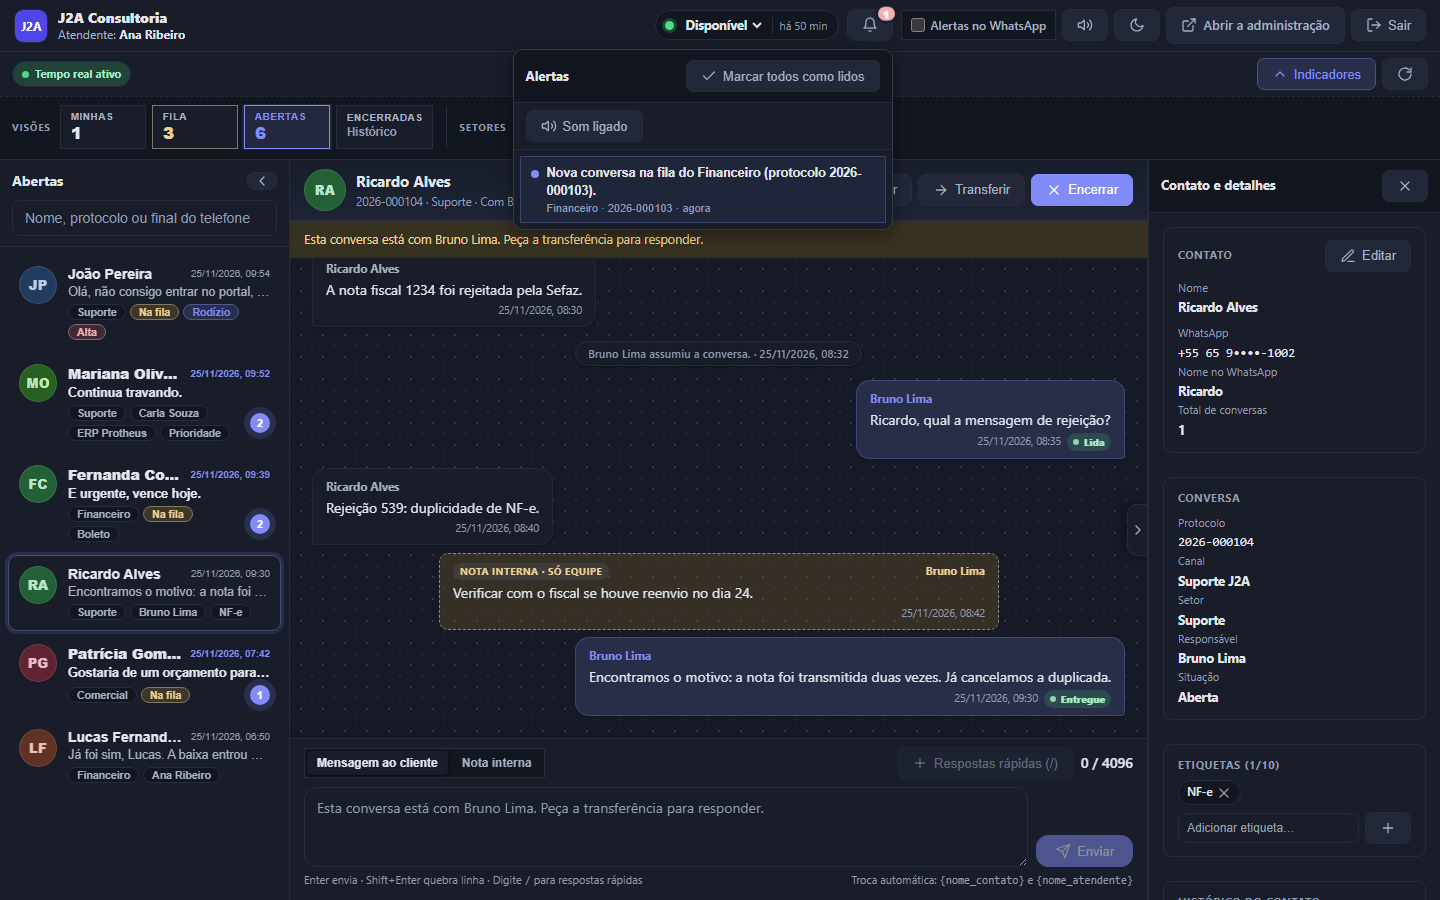 J2A
J2A Consultoria
Atendente: Ana Ribeiro
Disponível
há 50 min
1
Alertas no WhatsApp
Abrir a administração
Sair
Tempo real ativo
Indicadores
VISÕES
MINHAS
1
FILA
3
ABERTAS
6
ENCERRADAS
Histórico
SETORES
Alertas
Marcar todos como lidos
Som ligado
Nova conversa na fila do Financeiro (protocolo 2026-
000103).
Financeiro · 2026-000103 · agora
Abertas
Nome, protocolo ou final do telefone
JP
João Pereira
25/11/2026, 09:54
Olá, não consigo entrar no portal, ...
Suporte
Na fila
Rodízio
Alta
MO
Mariana Oliv...
25/11/2026, 09:52
Continua travando.
Suporte
Carla Souza
2
ERP Protheus
Prioridade
FC
Fernanda Co...
25/11/2026, 09:39
E urgente, vence hoje.
Financeiro
Na fila
2
Boleto
RA
Ricardo Alves
25/11/2026, 09:30
Encontramos o motivo: a nota foi ...
Suporte
Bruno Lima
NF-e
PG
Patrícia Gom...
25/11/2026, 07:42
Gostaria de um orçamento para...
Comercial
Na fila
1
LF
Lucas Fernand...
25/11/2026, 06:50
Já foi sim, Lucas. A baixa entrou ...
Financeiro
Ana Ribeiro
RA
Ricardo Alves
2026-000104 · Suporte · Com B
r
Transferir
Encerrar
Esta conversa está com Bruno Lima. Peça a transferência para responder.
Ricardo Alves
A nota fiscal 1234 foi rejeitada pela Sefaz.
25/11/2026, 08:30
Bruno Lima assumiu a conversa. · 25/11/2026, 08:32
Bruno Lima
Ricardo, qual a mensagem de rejeição?
25/11/2026, 08:35
Lida
Ricardo Alves
Rejeição 539: duplicidade de NF-e.
25/11/2026, 08:40
NOTA INTERNA · SÓ EQUIPE
Bruno Lima
Verificar com o fiscal se houve reenvio no dia 24.
25/11/2026, 08:42
Bruno Lima
Encontramos o motivo: a nota foi transmitida duas vezes. Já cancelamos a duplicada.
25/11/2026, 09:30
Entregue
Mensagem ao cliente
Nota interna
Respostas rápidas (/)
0 / 4096
Esta conversa está com Bruno Lima. Peça a transferência para responder.
Enviar
Enter envia · Shift+Enter quebra linha · Digite / para respostas rápidas
Troca automática: {nome_contato} e {nome_atendente}
Contato e detalhes
CONTATO
Editar
Nome
Ricardo Alves
WhatsApp
+55 65 9••••-1002
Nome no WhatsApp
Ricardo
Total de conversas
1
CONVERSA
Protocolo
2026-000104
Canal
Suporte J2A
Setor
Suporte
Responsável
Bruno Lima
Situação
Aberta
ETIQUETAS (1/10)
NF-e
Adicionar etiqueta...
HISTÓRICO DO CONTATO